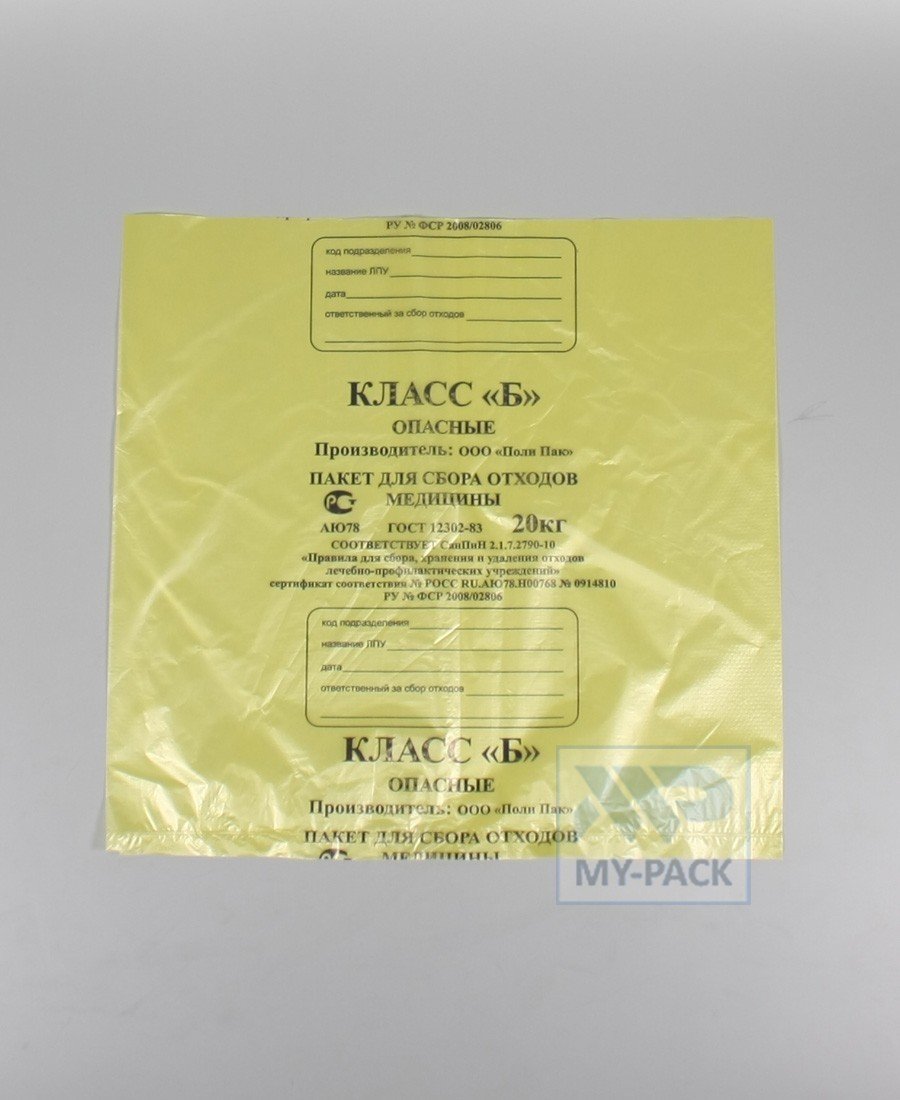 РУ № ФСР 2008/02806
код подразделения
название ЛПУ
дата
ответственный за сбор отходов
КЛАСС «Б»
ОПАСНЫЕ
Производитель: ООО «Поли Пак»
ПАКЕТ ДЛЯ СБОРА ОТХОДОВ
МЕДИЦИНЫ
АЮ78 ГОСТ 12302-83 20кг
СООТВЕТСТВУЕТ СанПиН 2.1.7.2790-10
«Правила для сбора, хранения и удаления отходов
лечебно-профилактических учреждений»
сертификат соответствия № РОСС RU.АЮ78.Н00768 № 0914810
РУ № ФСР 2008/02806
код подразделения
название ЛПУ
дата
ответственный за сбор отходов
КЛАСС «Б»
ОПАСНЫЕ
Производитель: ООО «Поли Пак»
ПАКЕТ ДЛЯ СБОРА ОТХОДОВ
МЕДИЦИНЫ
MY-PACK